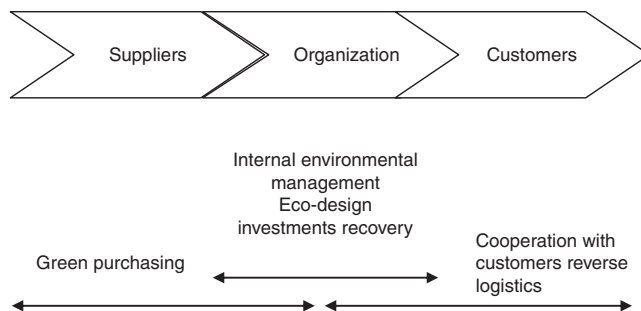 Suppliers
Organization
Customers
Internal environmental
management
Eco-design
investments recovery
Green purchasing
Cooperation with
customers reverse
logistics